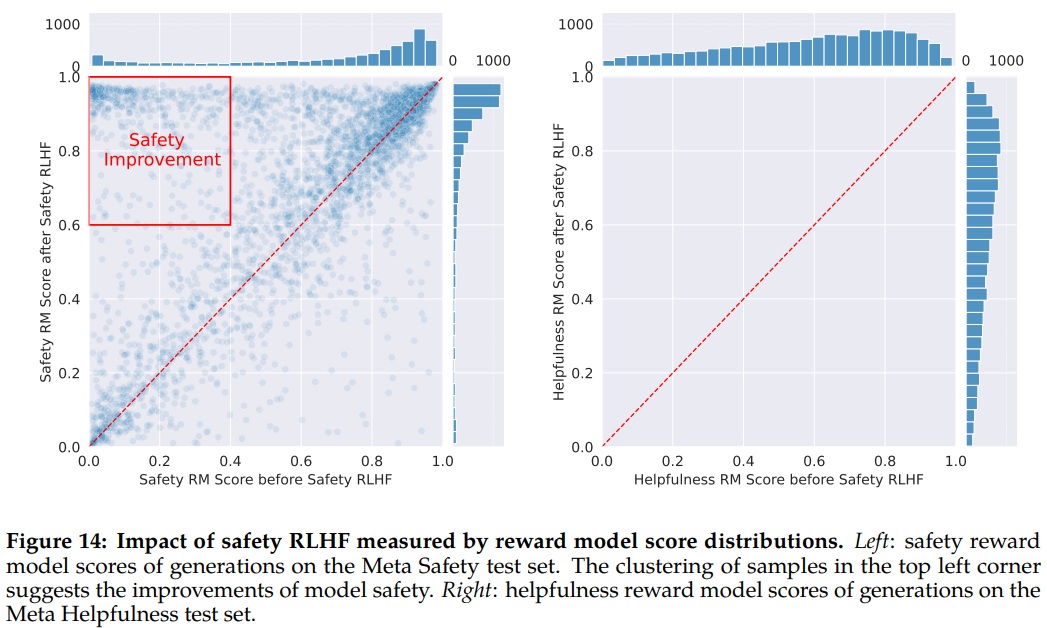 1000
0
0 1000
1.0
0.8
0.6
0.4
0.2
0.0
Safety RM Score after Safety RLHF
Safety
Improvement
0.0 0.2 0.4 0.6 0.8 1.0
Safety RM Score before Safety RLHF
1000
0
0 1000
1.0
0.8
0.6
0.4
0.2
0.0
Helpfulness RM Score after Safety RLHF
0.0 0.2 0.4 0.6 0.8 1.0
Helpfulness RM Score before Safety RLHF
Figure 14: Impact of safety RLHF measured by reward model score distributions. Left: safety reward
model scores of generations on the Meta Safety test set. The clustering of samples in the top left corner
suggests the improvements of model safety. Right: helpfulness reward model scores of generations on the
Meta Helpfulness test set.